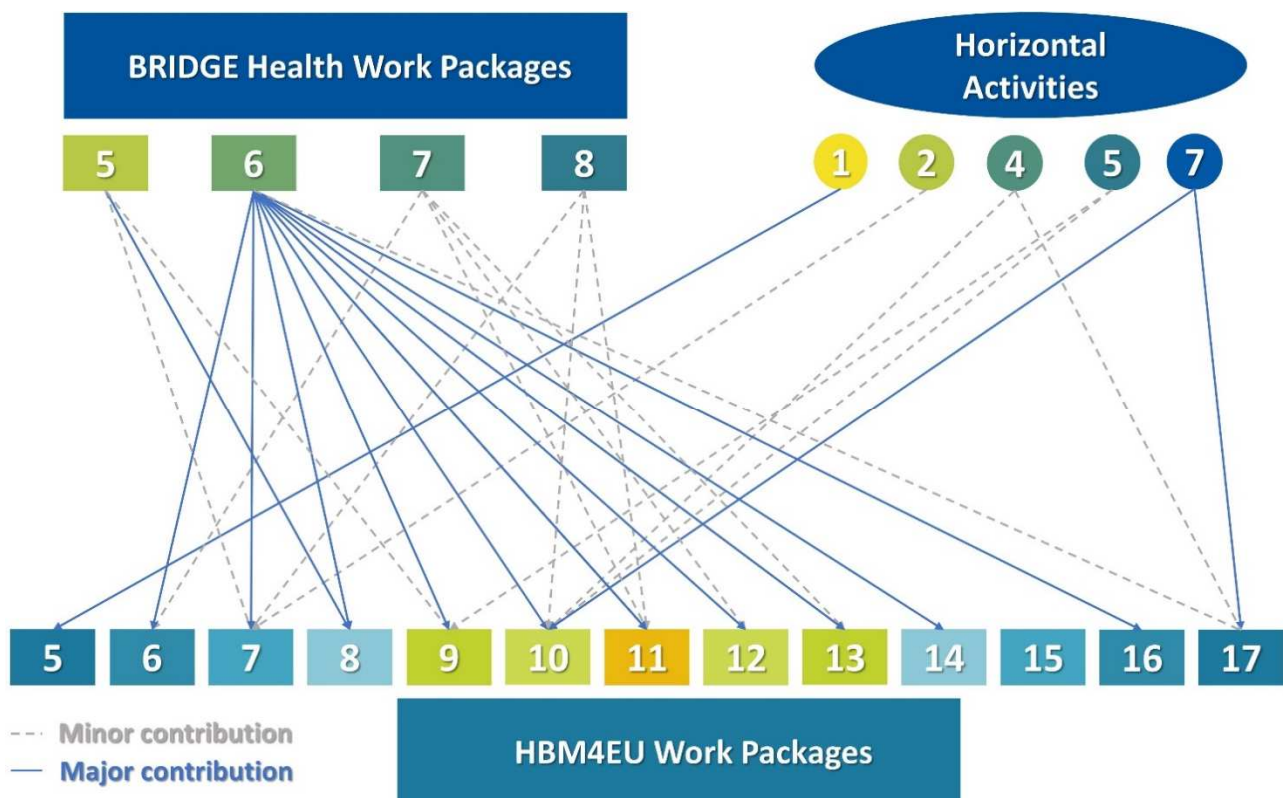 BRIDGE Health Work Packages
Horizontal
Activities
5 6 7 8
1 2 4 5 7
5 6 7 8 9 10 11 12 13 14 15 16 17
Minor contribution
Major contribution
HBM4EU Work Packages